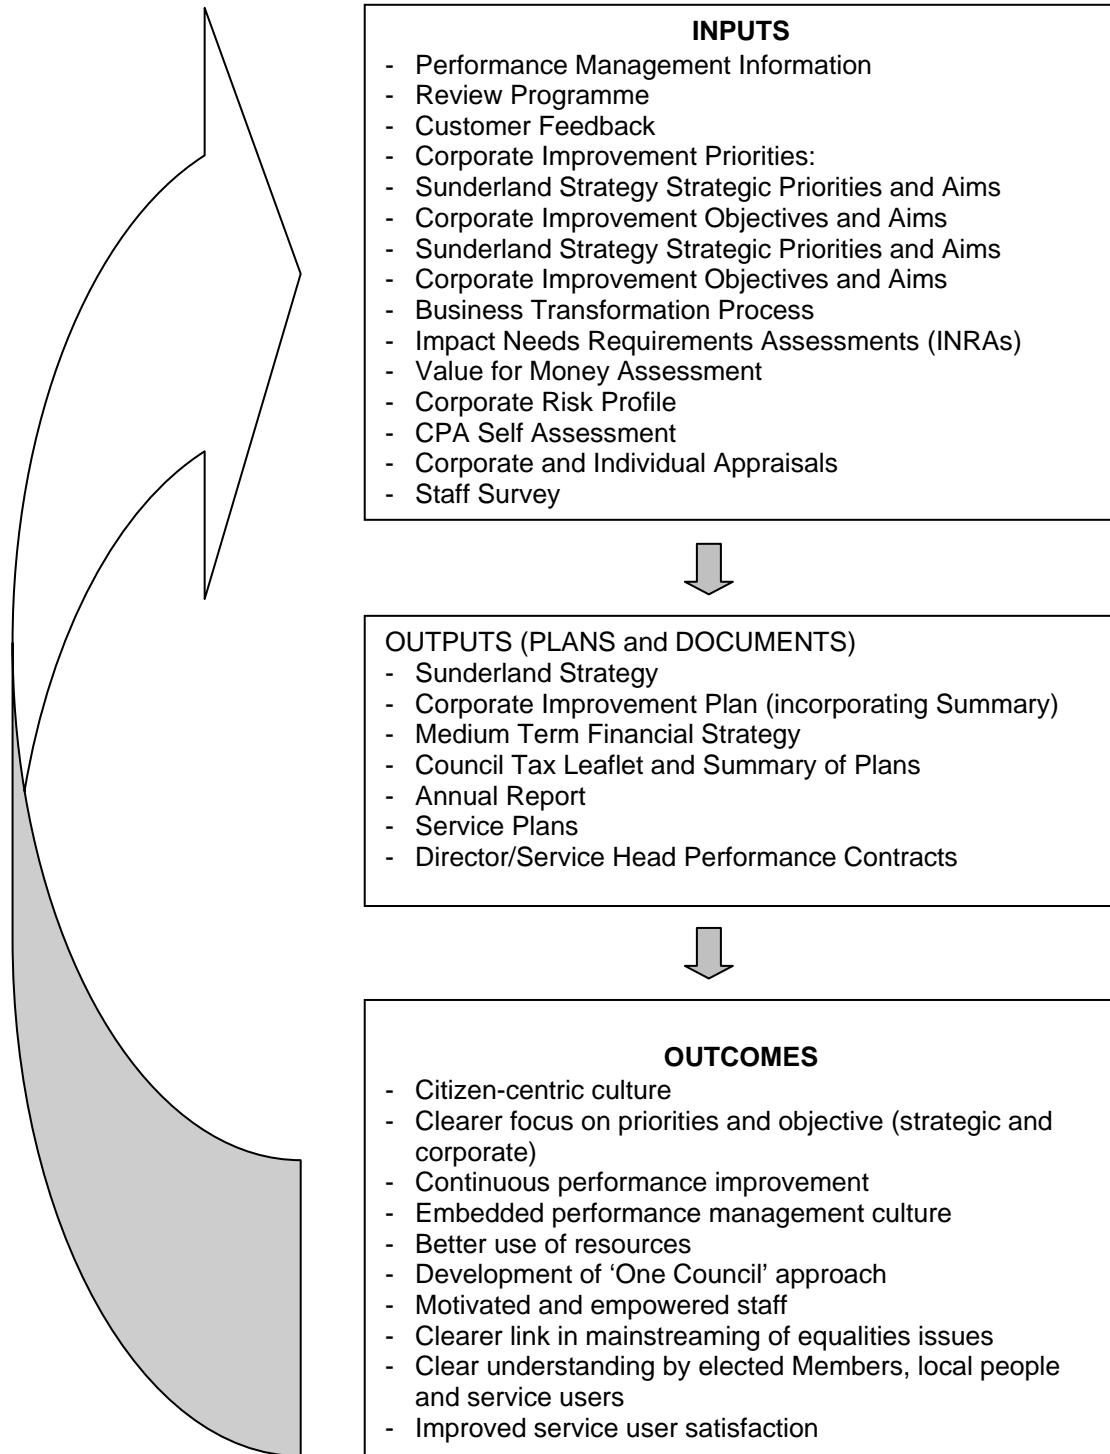 INPUTS
- Performance Management Information
- Review Programme
- Customer Feedback
- Corporate Improvement Priorities:
- Sunderland Strategy Strategic Priorities and Aims
- Corporate Improvement Objectives and Aims
- Sunderland Strategy Strategic Priorities and Aims
- Corporate Improvement Objectives and Aims
- Business Transformation Process
- Impact Needs Requirements Assessments (INRAs)
- Value for Money Assessment
- Corporate Risk Profile
- CPA Self Assessment
- Corporate and Individual Appraisals
- Staff Survey
OUTPUTS (PLANS and DOCUMENTS)
- Sunderland Strategy
- Corporate Improvement Plan (incorporating Summary)
- Medium Term Financial Strategy
- Council Tax Leaflet and Summary of Plans
- Annual Report
- Service Plans
- Director/Service Head Performance Contracts
OUTCOMES
- Citizen-centric culture
- Clearer focus on priorities and objective (strategic and
corporate)
- Continuous performance improvement
- Embedded performance management culture
- Better use of resources
- Development of ‘One Council’ approach
- Motivated and empowered staff
- Clearer link in mainstreaming of equalities issues
- Clear understanding by elected Members, local people
and service users
- Improved service user satisfaction